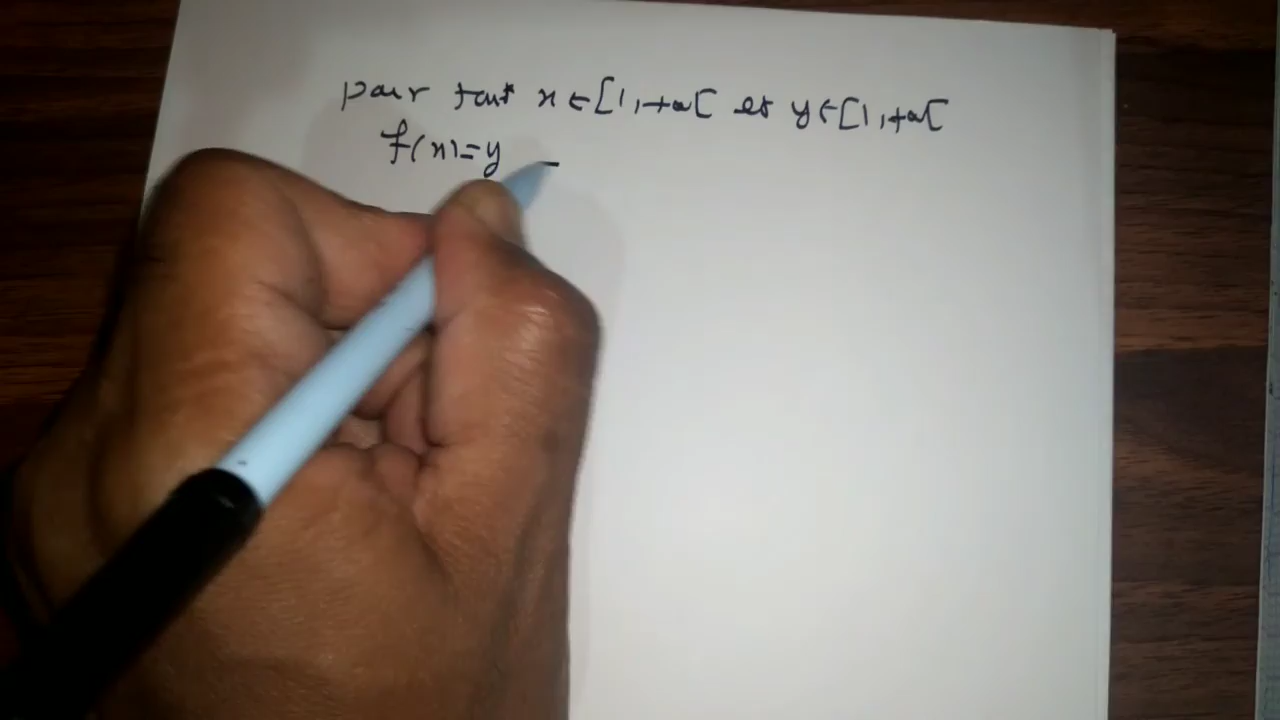 pour tout x ∈ [1, +∞[ et y ∈ [1, +∞[
f(x) = y